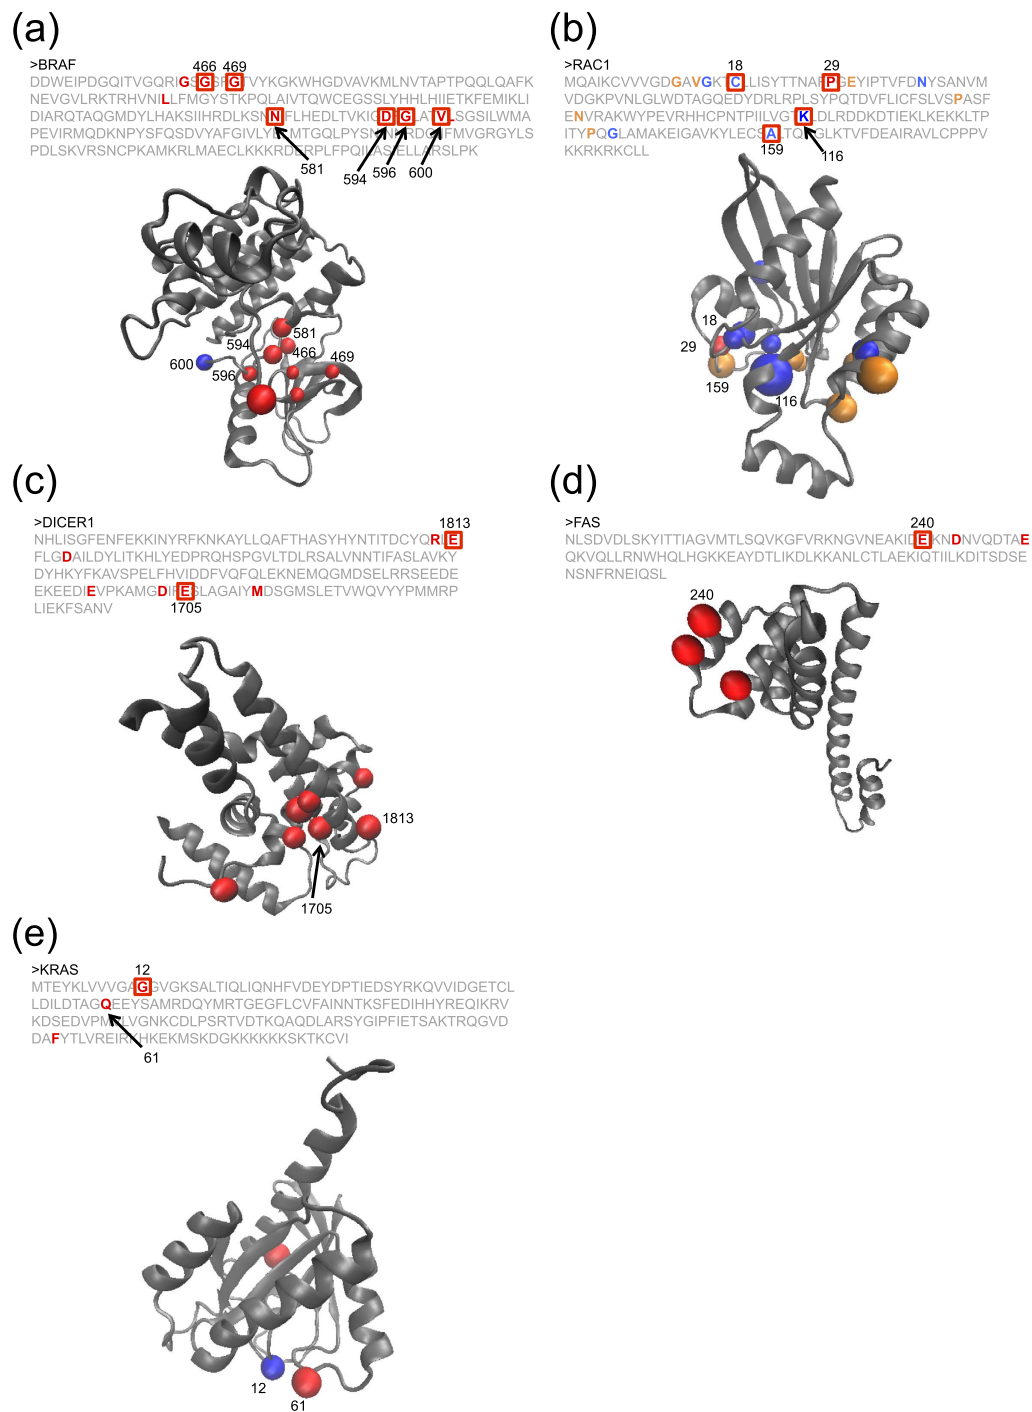 (a)
>BRAF
466 469
DDWEIPDGQITVGQRIGSGSFGTVYKGKWHGDVAVKMLNVTAPTPQQLQAFK
NEVGVLRKTRHVNILLFMGYSTKPQLAIVTQWCEGSSLYHHLHIIETKFEMIKLI
DIARQTAQGMDYLHAKSIIHRDLKSNNFLHEDLTVKIGDFGLATVLSGSILWMA
PEVIRMQDKNPYSFQSDVYAFGIVLYELMTGQLPYSNINNRDQIIFMVGRGYLS
PDLSKVRSNCPKAMKRLMAECLKKKRDERPLFPQILASIELLARSLPK
581 594 596 600
581
594
466
469
600
596
(b)
>RAC1
18 29
MQAIKCVVVGDGAVGKTCLLISYTTNAFPGEYIPTVFDNYSANVM
VDGKPVNLGLWDTAGQEDYDRLRPLSYPQTDVFLICFSLVSPASF
ENVRAKWYPEVRHHCPNTPIILVGTKLDLRDDKDTIEKLKEKKLTP
ITYPQGLAMAKEIGAVKYLECSALTQRGLKTVFDEAIRAVLCPPPV
KKRKRKCLL
159 116
18
29
159
116
(c)
>DICER1
1813
NHLISGFENFEKKINYRFKNKAYLLQAFTHASYHYNTITDCYQRLE
FLGDAILDYLITKHLYEDPRQHSPGVLTDLRSALVNNTIFASLAVKY
DYHKYFKAVSPELFHVIDDFVQFQLEKNEMQGMDSELRRSEEDE
EKEEDIEVPKAMGDIFESLAGAIYMDSGMSLETVWQVYYPMMRP
LIEKFSANV
1705
1813
1705
(d)
>FAS
240
NLSDVDLSKYITTIAGVMTLSQVKGFVRKNGVNEAKIDEIKNDNVQDTAE
QKVQLLRNWHQLHGKKEAYDTLIKDLKKANLCTLAEKIQTIILKDITSDSE
NSNFRNEIQSL
240
(e)
>KRAS
12
MTEYKLVVVGAGGVGKSALTIQLIQNHFVDEYDPTIEDSYRKQVVIDGETCL
LDILDTAGQEEYSAMRDQYMRTGEGFLCVFAINNTKSFEDIHHYREQIKRV
KDSEDVPMVLVGNKCDLPSRTVDTKQAQDLARSYGIPFIETSAKTRQGVD
DAFYTLVREIRKHKEKMSKDGKKKKKKSKTKCVI
61
12
61